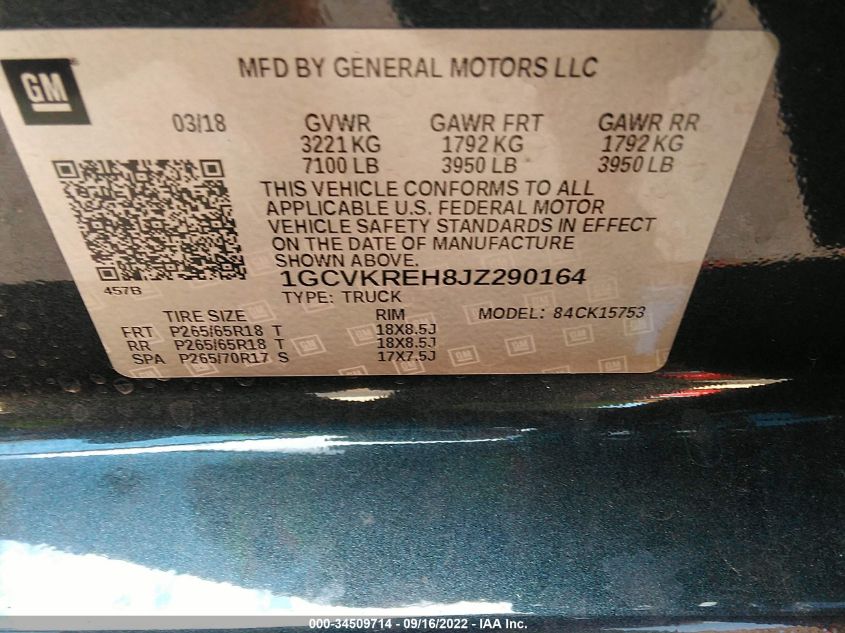 GM
MFD BY GENERAL MOTORS LLC
03/18 GVWR GAWR FRT GAWR RR
3221 KG 1792 KG 1792 KG
7100 LB 3950 LB 3950 LB
THIS VEHICLE CONFORMS TO ALL
APPLICABLE U.S. FEDERAL MOTOR
VEHICLE SAFETY STANDARDS IN EFFECT
ON THE DATE OF MANUFACTURE
SHOWN ABOVE.
457B
1GCVKREH8JZ290164
TYPE: TRUCK
TIRE SIZE RIM MODEL: 84CK15753
FRT P265/65R18 T 18X8.5J
RR P265/65R18 T 18X8.5J
SPA P265/70R17 S 17X7.5J
000-34509714 - 09/16/2022 - IAA Inc.